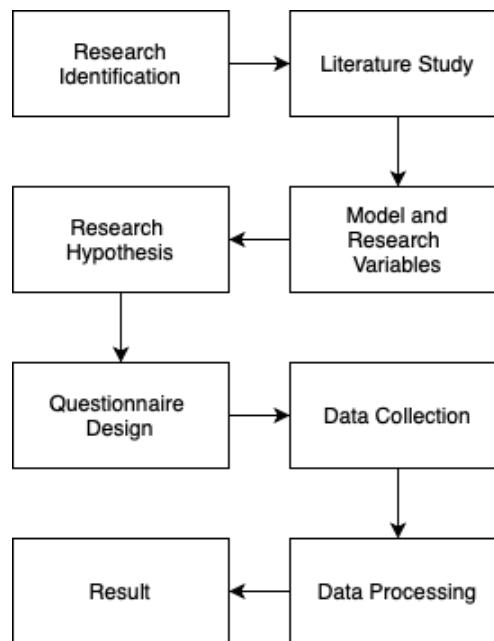 Research
Identification
Literature Study
Model and
Research
Variables
Research
Hypothesis
Questionnaire
Design
Data Collection
Data Processing
Result